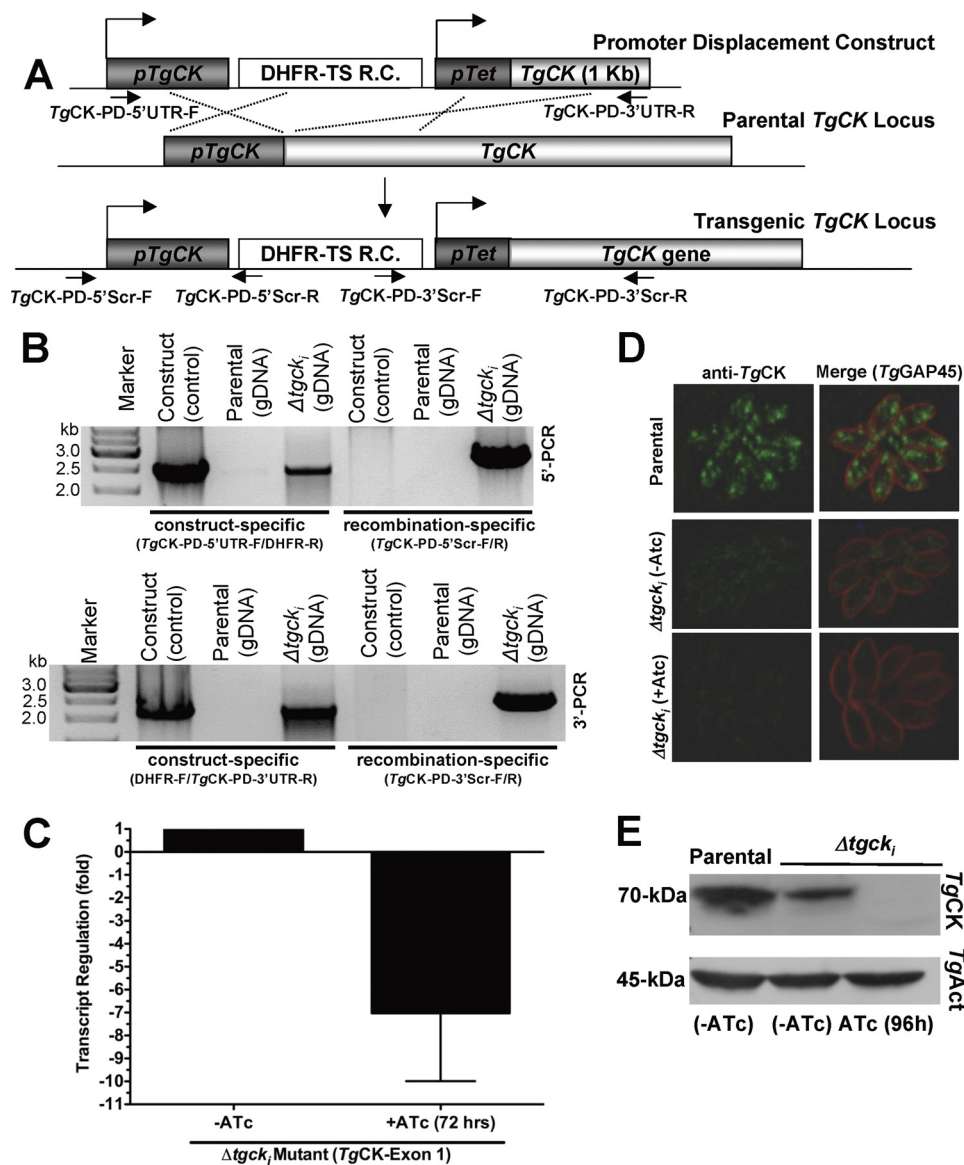 A
Promoter Displacement Construct
pTgCK
DHFR-TS R.C.
pTet
TgCK (1 Kb)
TgCK-PD-5'UTR-F
TgCK-PD-3'UTR-R
Parental TgCK Locus
pTgCK
TgCK
Transgenic TgCK Locus
pTgCK
DHFR-TS R.C.
pTet
TgCK gene
TgCK-PD-5'Scr-F
TgCK-PD-5'Scr-R
TgCK-PD-3'Scr-F
TgCK-PD-3'Scr-R
B
Marker
Construct (control)
Parental (gDNA)
Δtgcki (gDNA)
Construct (control)
Parental (gDNA)
Δtgcki (gDNA)
kb
3.0
2.5
2.0
5'-PCR
construct-specific
(TgCK-PD-5'UTR-F/DHFR-R)
recombination-specific
(TgCK-PD-5'Scr-F/R)
Marker
Construct (control)
Parental (gDNA)
Δtgcki (gDNA)
Construct (control)
Parental (gDNA)
Δtgcki (gDNA)
kb
3.0
2.5
2.0
3'-PCR
construct-specific
(DHFR-F/TgCK-PD-3'UTR-R)
recombination-specific
(TgCK-PD-3'Scr-F/R)
C
Transcript Regulation (fold)
1
0
-1
-2
-3
-4
-5
-6
-7
-8
-9
-10
-11
-ATc
+ATc (72 hrs)
Δtgcki Mutant (TgCK-Exon 1)
D
anti-TgCK
Merge (TgGAP45)
Parental
Δtgcki (-Atc)
Δtgcki (+Atc)
E
Parental
Δtgcki
70-kDa
TgCK
45-kDa
TgAct
(-ATc) (-ATc) ATc (96h)